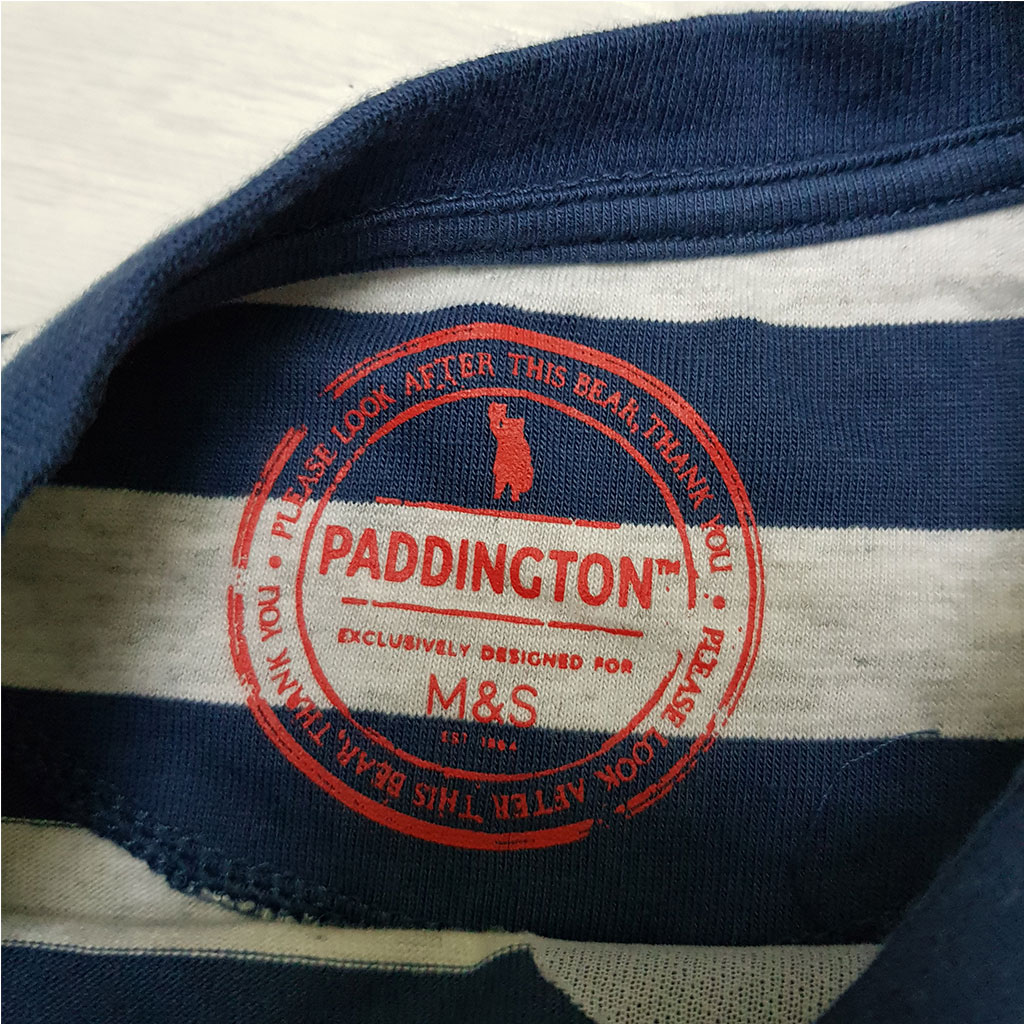 PLEASE LOOK AFTER THIS BEAR, THANK YOU • PLEASE LOOK AFTER THIS BEAR, THANK YOU •
PADDINGTON™
EXCLUSIVELY DESIGNED FOR
M&S
EST 1884